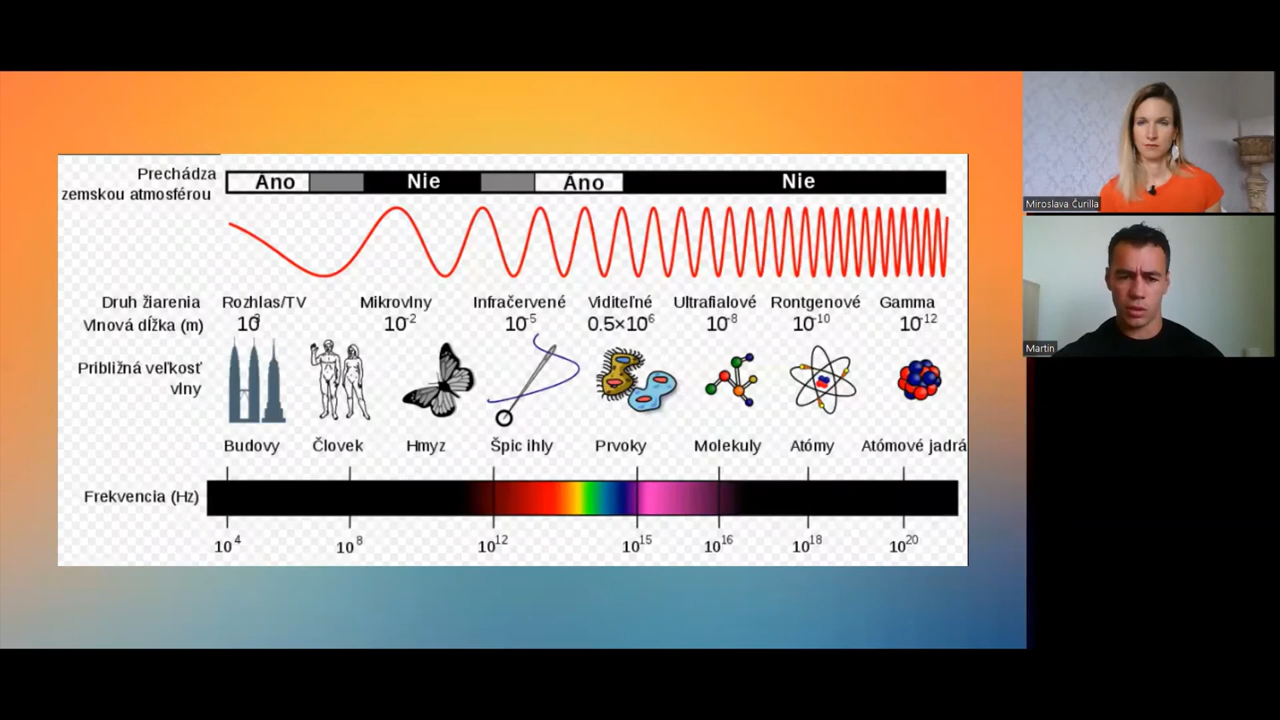 Prechádza
zemskou atmosférou
Áno Nie Áno Nie
Druh žiarenia Rozhlas/TV Mikrovlny Infračervené Viditeľné Ultrafialové Rontgenové Gamma
Vlnová dĺžka (m) 10³ 10⁻² 10⁻⁵ 0.5×10⁶ 10⁻⁸ 10⁻¹⁰ 10⁻¹²
Približná veľkosť
vlny
Budovy Človek Hmyz Špic ihly Prvoky Molekuly Atómy Atómové jadrá
Frekvencia (Hz)
10⁴ 10⁸ 10¹² 10¹⁵ 10¹⁶ 10¹⁸ 10²⁰
Miroslava Čurilla
Martin